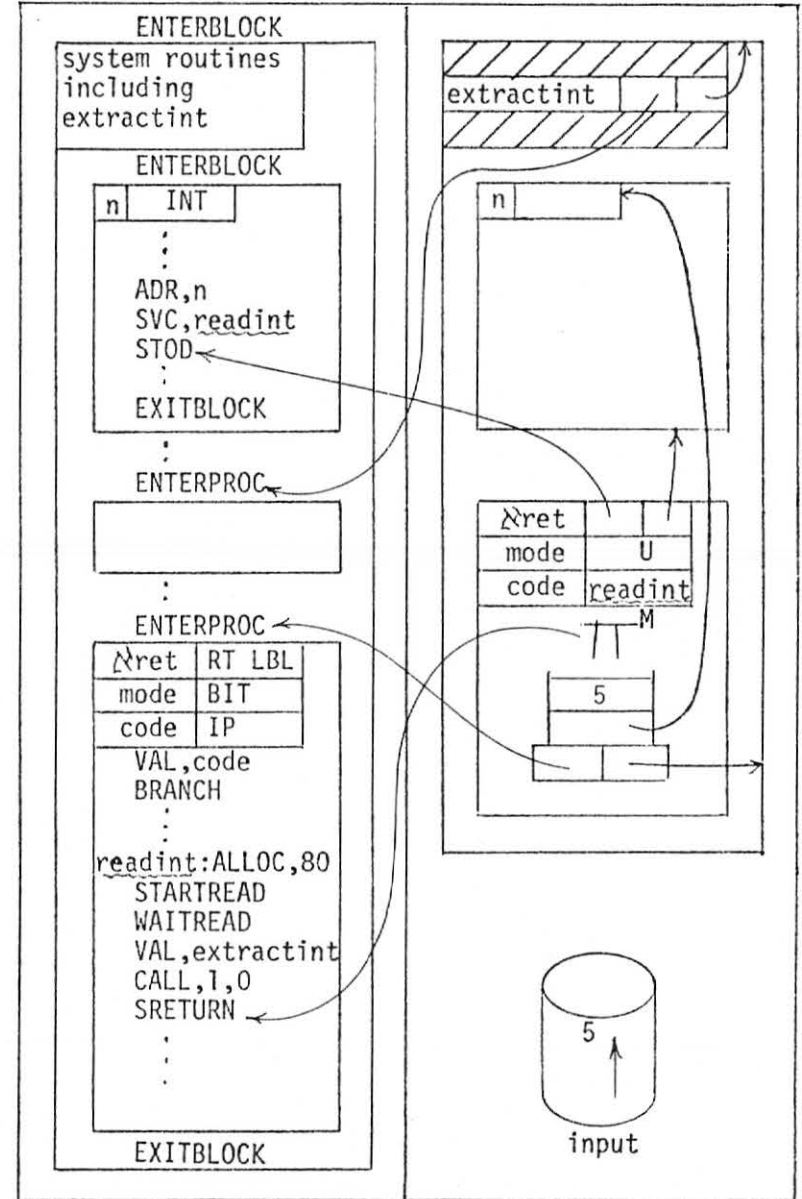 ENTERBLOCK
system routines
including
extractint
ENTERBLOCK
n INT
ADR,n
SVC,readint
STOD
EXITBLOCK
ENTERPROC
ENTERPROC
ℵret RT LBL
mode BIT
code IP
VAL,code
BRANCH
readint:ALLOC,80
STARTREAD
WAITREAD
VAL,extractint
CALL,1,0
SRETURN
EXITBLOCK
extractint
n
ℵret
mode U
code readint
M
5
5
input